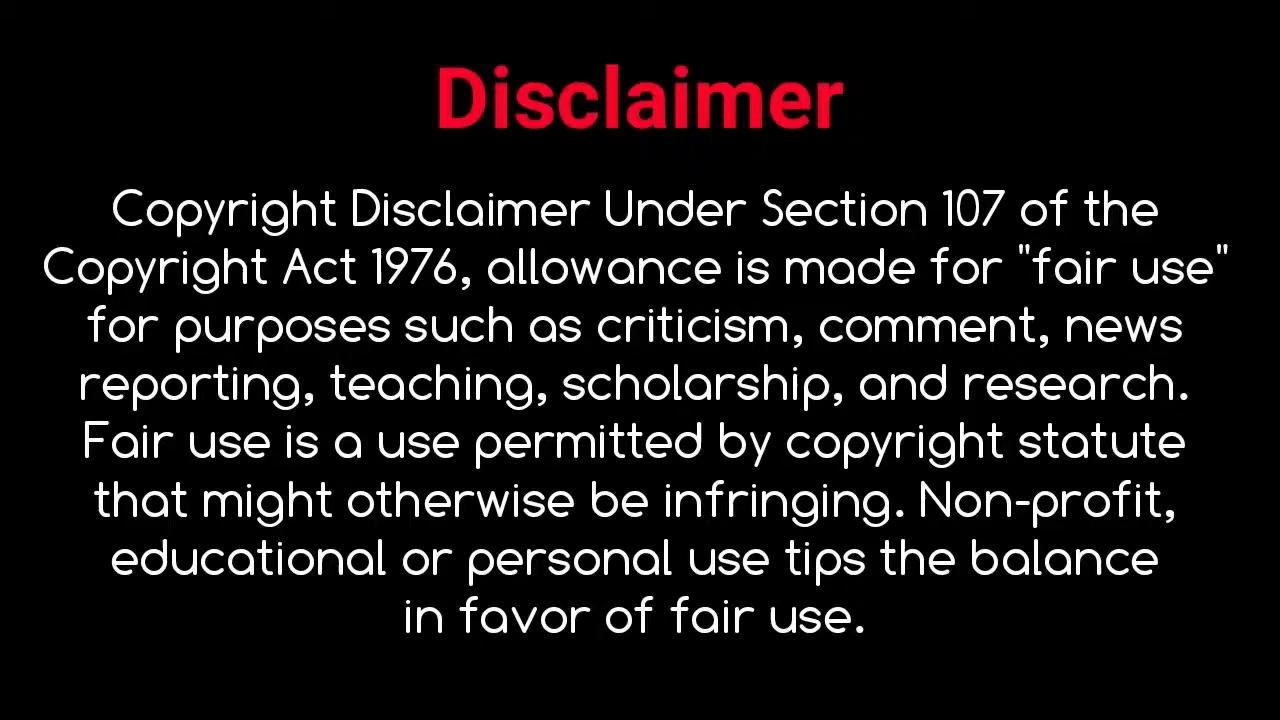 Disclaimer
Copyright Disclaimer Under Section 107 of the
Copyright Act 1976, allowance is made for "fair use"
for purposes such as criticism, comment, news
reporting, teaching, scholarship, and research.
Fair use is a use permitted by copyright statute
that might otherwise be infringing. Non-profit,
educational or personal use tips the balance
in favor of fair use.